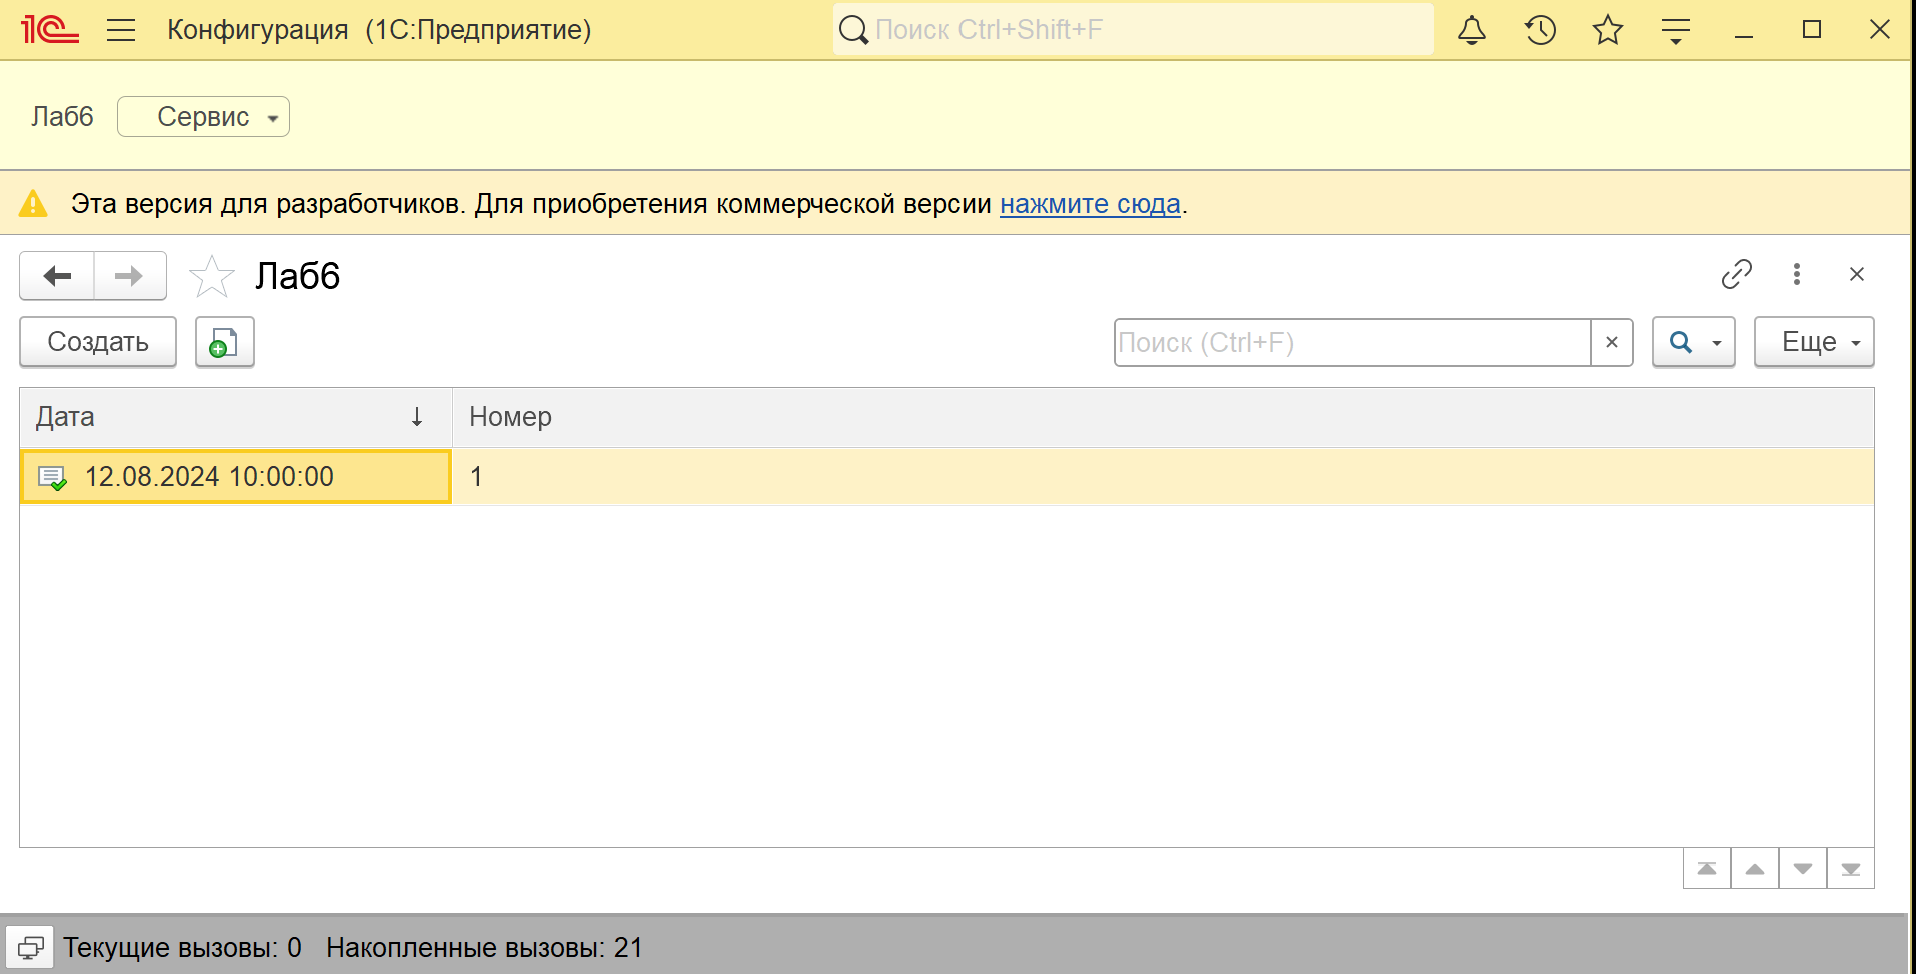 1С Конфигурация (1С:Предприятие) Поиск Ctrl+Shift+F
Лаб6 Сервис
Эта версия для разработчиков. Для приобретения коммерческой версии нажмите сюда.
Лаб6
Создать Поиск (Ctrl+F) × Еще
Дата ↓ Номер
12.08.2024 10:00:00 1
Текущие вызовы: 0 Накопленные вызовы: 21